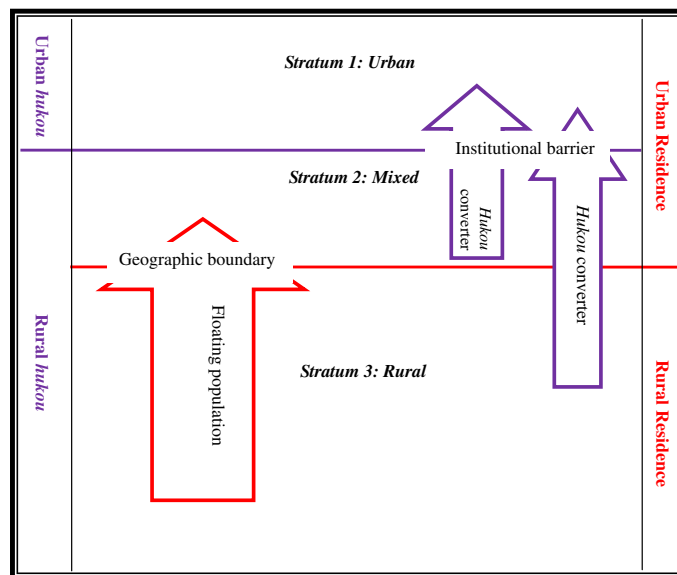 Urban hukou
Stratum 1: Urban
Urban Residence
Institutional barrier
Stratum 2: Mixed
Hukou
converter
Hukou converter
Geographic boundary
Floating population
Rural hukou
Stratum 3: Rural
Rural Residence